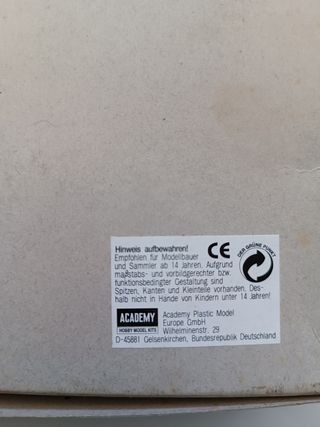 Hinweis aufbewahren!
Empfohlen für Modellbauer
und Sammler ab 14 Jahren. Aufgrund
maßstabs- und vorbildgerechter bzw.
funktionsbedingter Gestaltung sind
Spitzen, Kanten und Kleinteile vorhanden. Des-
halb nicht in Hände von Kindern unter 14 Jahren!
CE
DER GRÜNE PUNKT
ACADEMY
HOBBY MODEL KITS
Academy Plastic Model
Europe GmbH
Wilhelminenstr. 29
D-45881 Gelsenkirchen, Bundesrepublik Deutschland